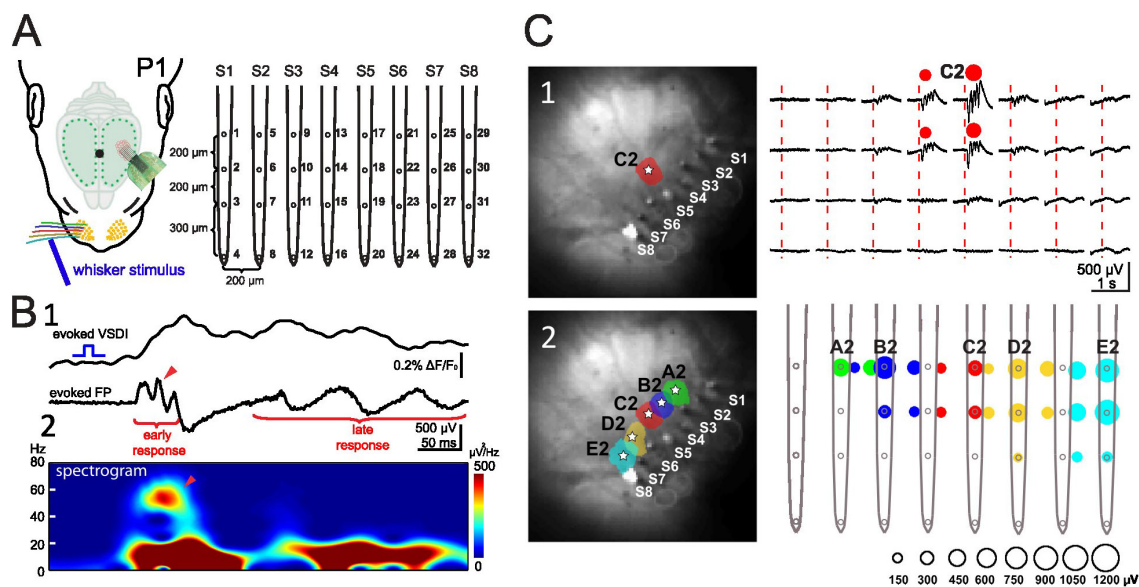 A
P1
whisker stimulus
S1 S2 S3 S4 S5 S6 S7 S8
1 5 9 13 17 21 25 29
200 µm
2 6 10 14 18 22 26 30
200 µm
3 7 11 15 19 23 27 31
300 µm
4 8 12 16 20 24 28 32
200 µm
B
1
evoked VSDI
0.2% ΔF/F₀
evoked FP
early
response
late
response
500 µV
50 ms
2
Hz
80
60
40
20
0
spectrogram
µV²/Hz
500
0
C
1
C2
S1
S2
S3
S4
S5
S6
S7
S8
C2
500 µV
1 s
2
A2
B2
C2
D2
E2
S1
S2
S3
S4
S5
S6
S7
S8
A2 B2 C2 D2 E2
150 300 450 600 750 900 1050 1200 µV